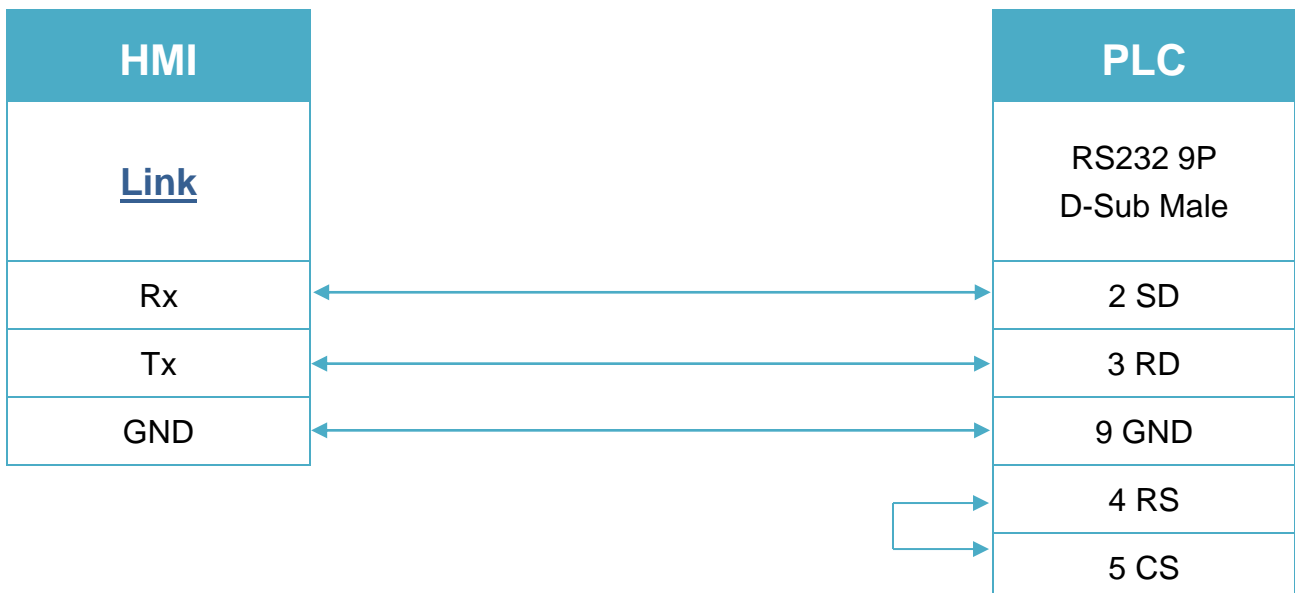 HMI
PLC
Link
RS232 9P
D-Sub Male
Rx
2 SD
Tx
3 RD
GND
9 GND
4 RS
5 CS